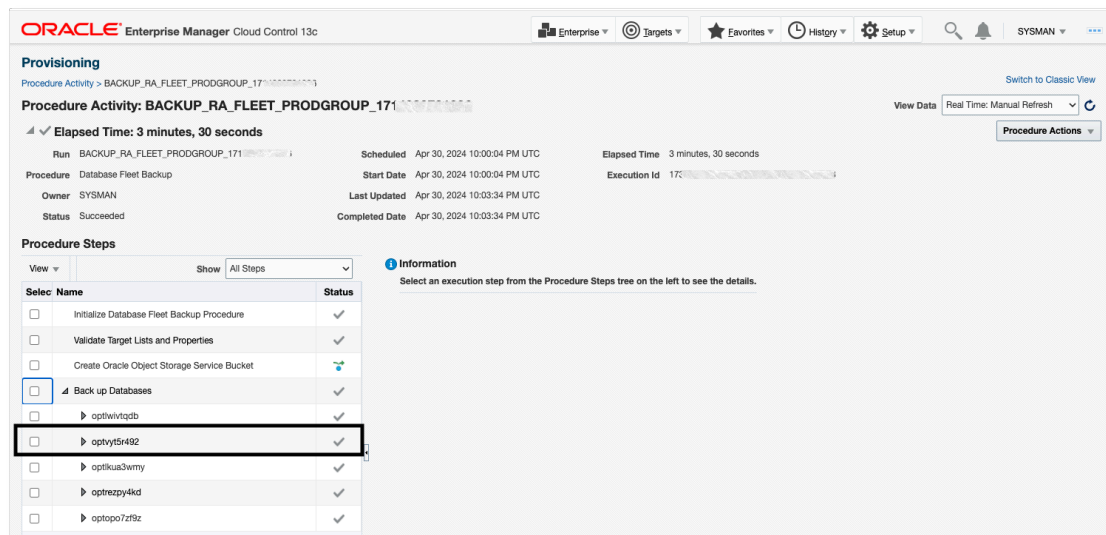 ORACLE Enterprise Manager Cloud Control 13c
Enterprise Targets Favorites History Setup SYSMAN
Provisioning
Procedure Activity > BACKUP_RA_FLEET_PRODGROUP_17
Switch to Classic View
Procedure Activity: BACKUP_RA_FLEET_PRODGROUP_171
View Data Real Time: Manual Refresh
Elapsed Time: 3 minutes, 30 seconds
Procedure Actions
Run BACKUP_RA_FLEET_PRODGROUP_171 Scheduled Apr 30, 2024 10:00:04 PM UTC Elapsed Time 3 minutes, 30 seconds
Procedure Database Fleet Backup Start Date Apr 30, 2024 10:00:04 PM UTC Execution Id
Owner SYSMAN Last Updated Apr 30, 2024 10:03:34 PM UTC
Status Succeeded Completed Date Apr 30, 2024 10:03:34 PM UTC
Procedure Steps
View Show All Steps
Information
Select an execution step from the Procedure Steps tree on the left to see the details.
Selec Name Status
Initialize Database Fleet Backup Procedure
Validate Target Lists and Properties
Create Oracle Object Storage Service Bucket
Back up Databases
optlwivtqdb
optvyt5r492
optlkua3wmy
optrezpy4kd
optopo7zf9z